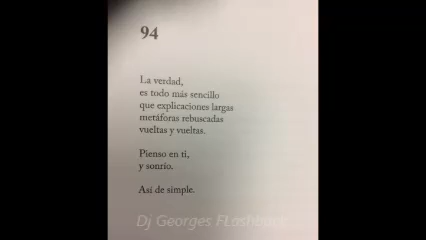 94
La verdad,
es todo más sencillo
que explicaciones largas
metáforas rebuscadas
vueltas y vueltas.
Pienso en ti,
y sonrío.
Así de simple.
Dj Georges FLashback